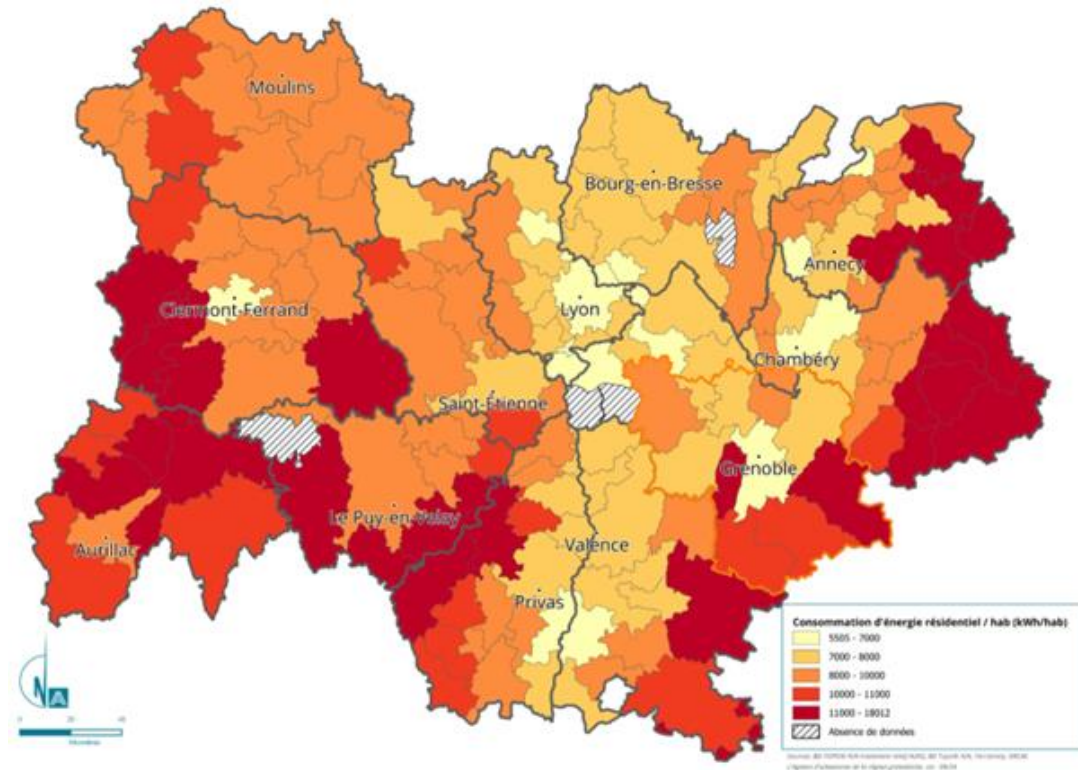 Moulins
Bourg-en-Bresse
Annecy
Clermont-Ferrand
Lyon
Chambéry
Saint-Étienne
Grenoble
Le Puy-en-Velay
Aurillac
Valence
Privas
Consommation d'énergie résidentiel / hab (kWh/hab)
5505 - 7000
7000 - 8000
8000 - 10000
10000 - 11000
11000 - 18012
Absence de données
N A
0 20 40
Kilomètres